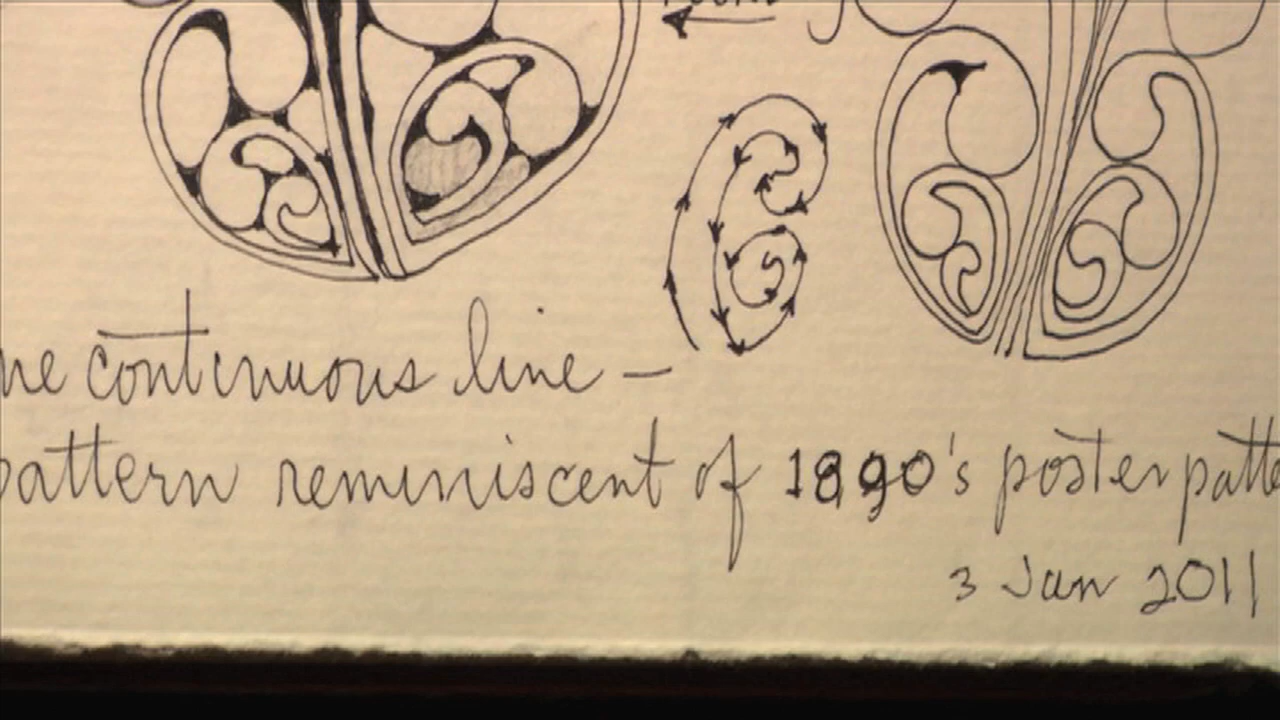 ne continuous line —
pattern reminiscent of 1890's poster patte
3 Jan 2011